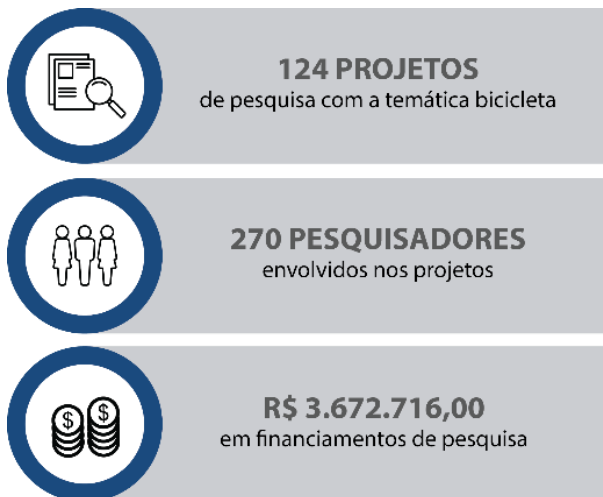 124 PROJETOS
de pesquisa com a temática bicicleta
270 PESQUISADORES
envolvidos nos projetos
R$ 3.672.716,00
em financiamentos de pesquisa
$ $